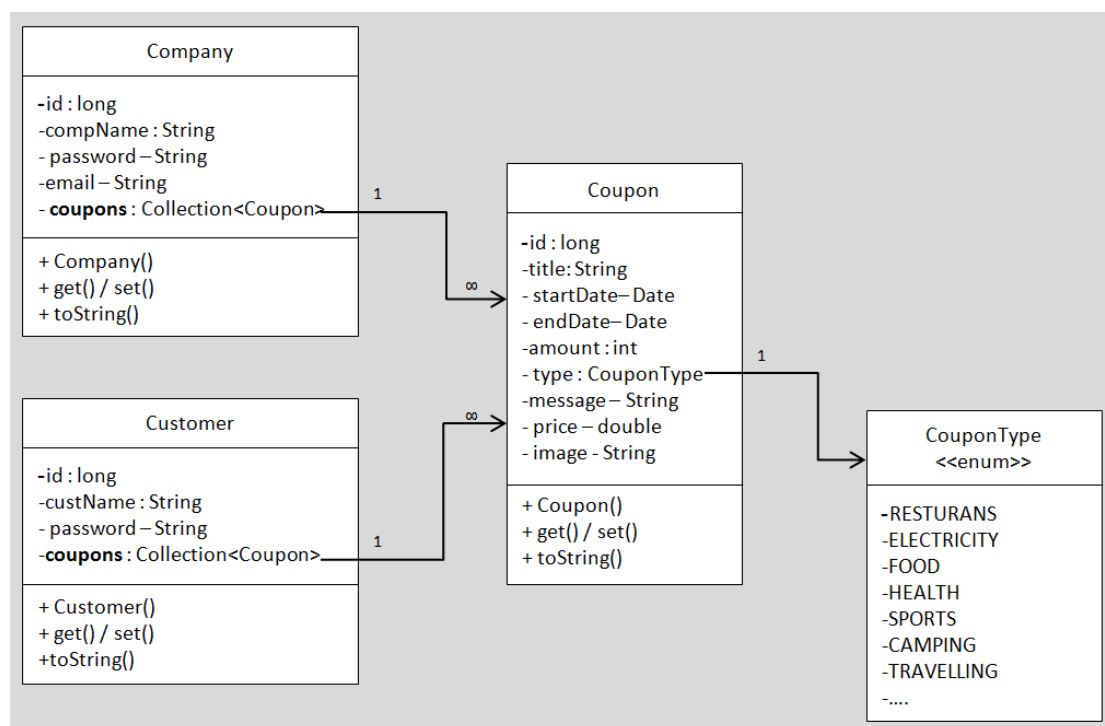 Company
-id : long
-compName : String
- password – String
-email – String
- coupons : Collection<Coupon>
+ Company()
+ get() / set()
+ toString()
1
∞
Customer
-id : long
-custName : String
- password – String
-coupons : Collection<Coupon>
+ Customer()
+ get() / set()
+toString()
1
∞
Coupon
-id : long
-title: String
- startDate– Date
- endDate– Date
-amount : int
- type : CouponType
-message – String
- price – double
- image - String
+ Coupon()
+ get() / set()
+ toString()
1
CouponType
<<enum>>
-RESTURANS
-ELECTRICITY
-FOOD
-HEALTH
-SPORTS
-CAMPING
-TRAVELLING
-....